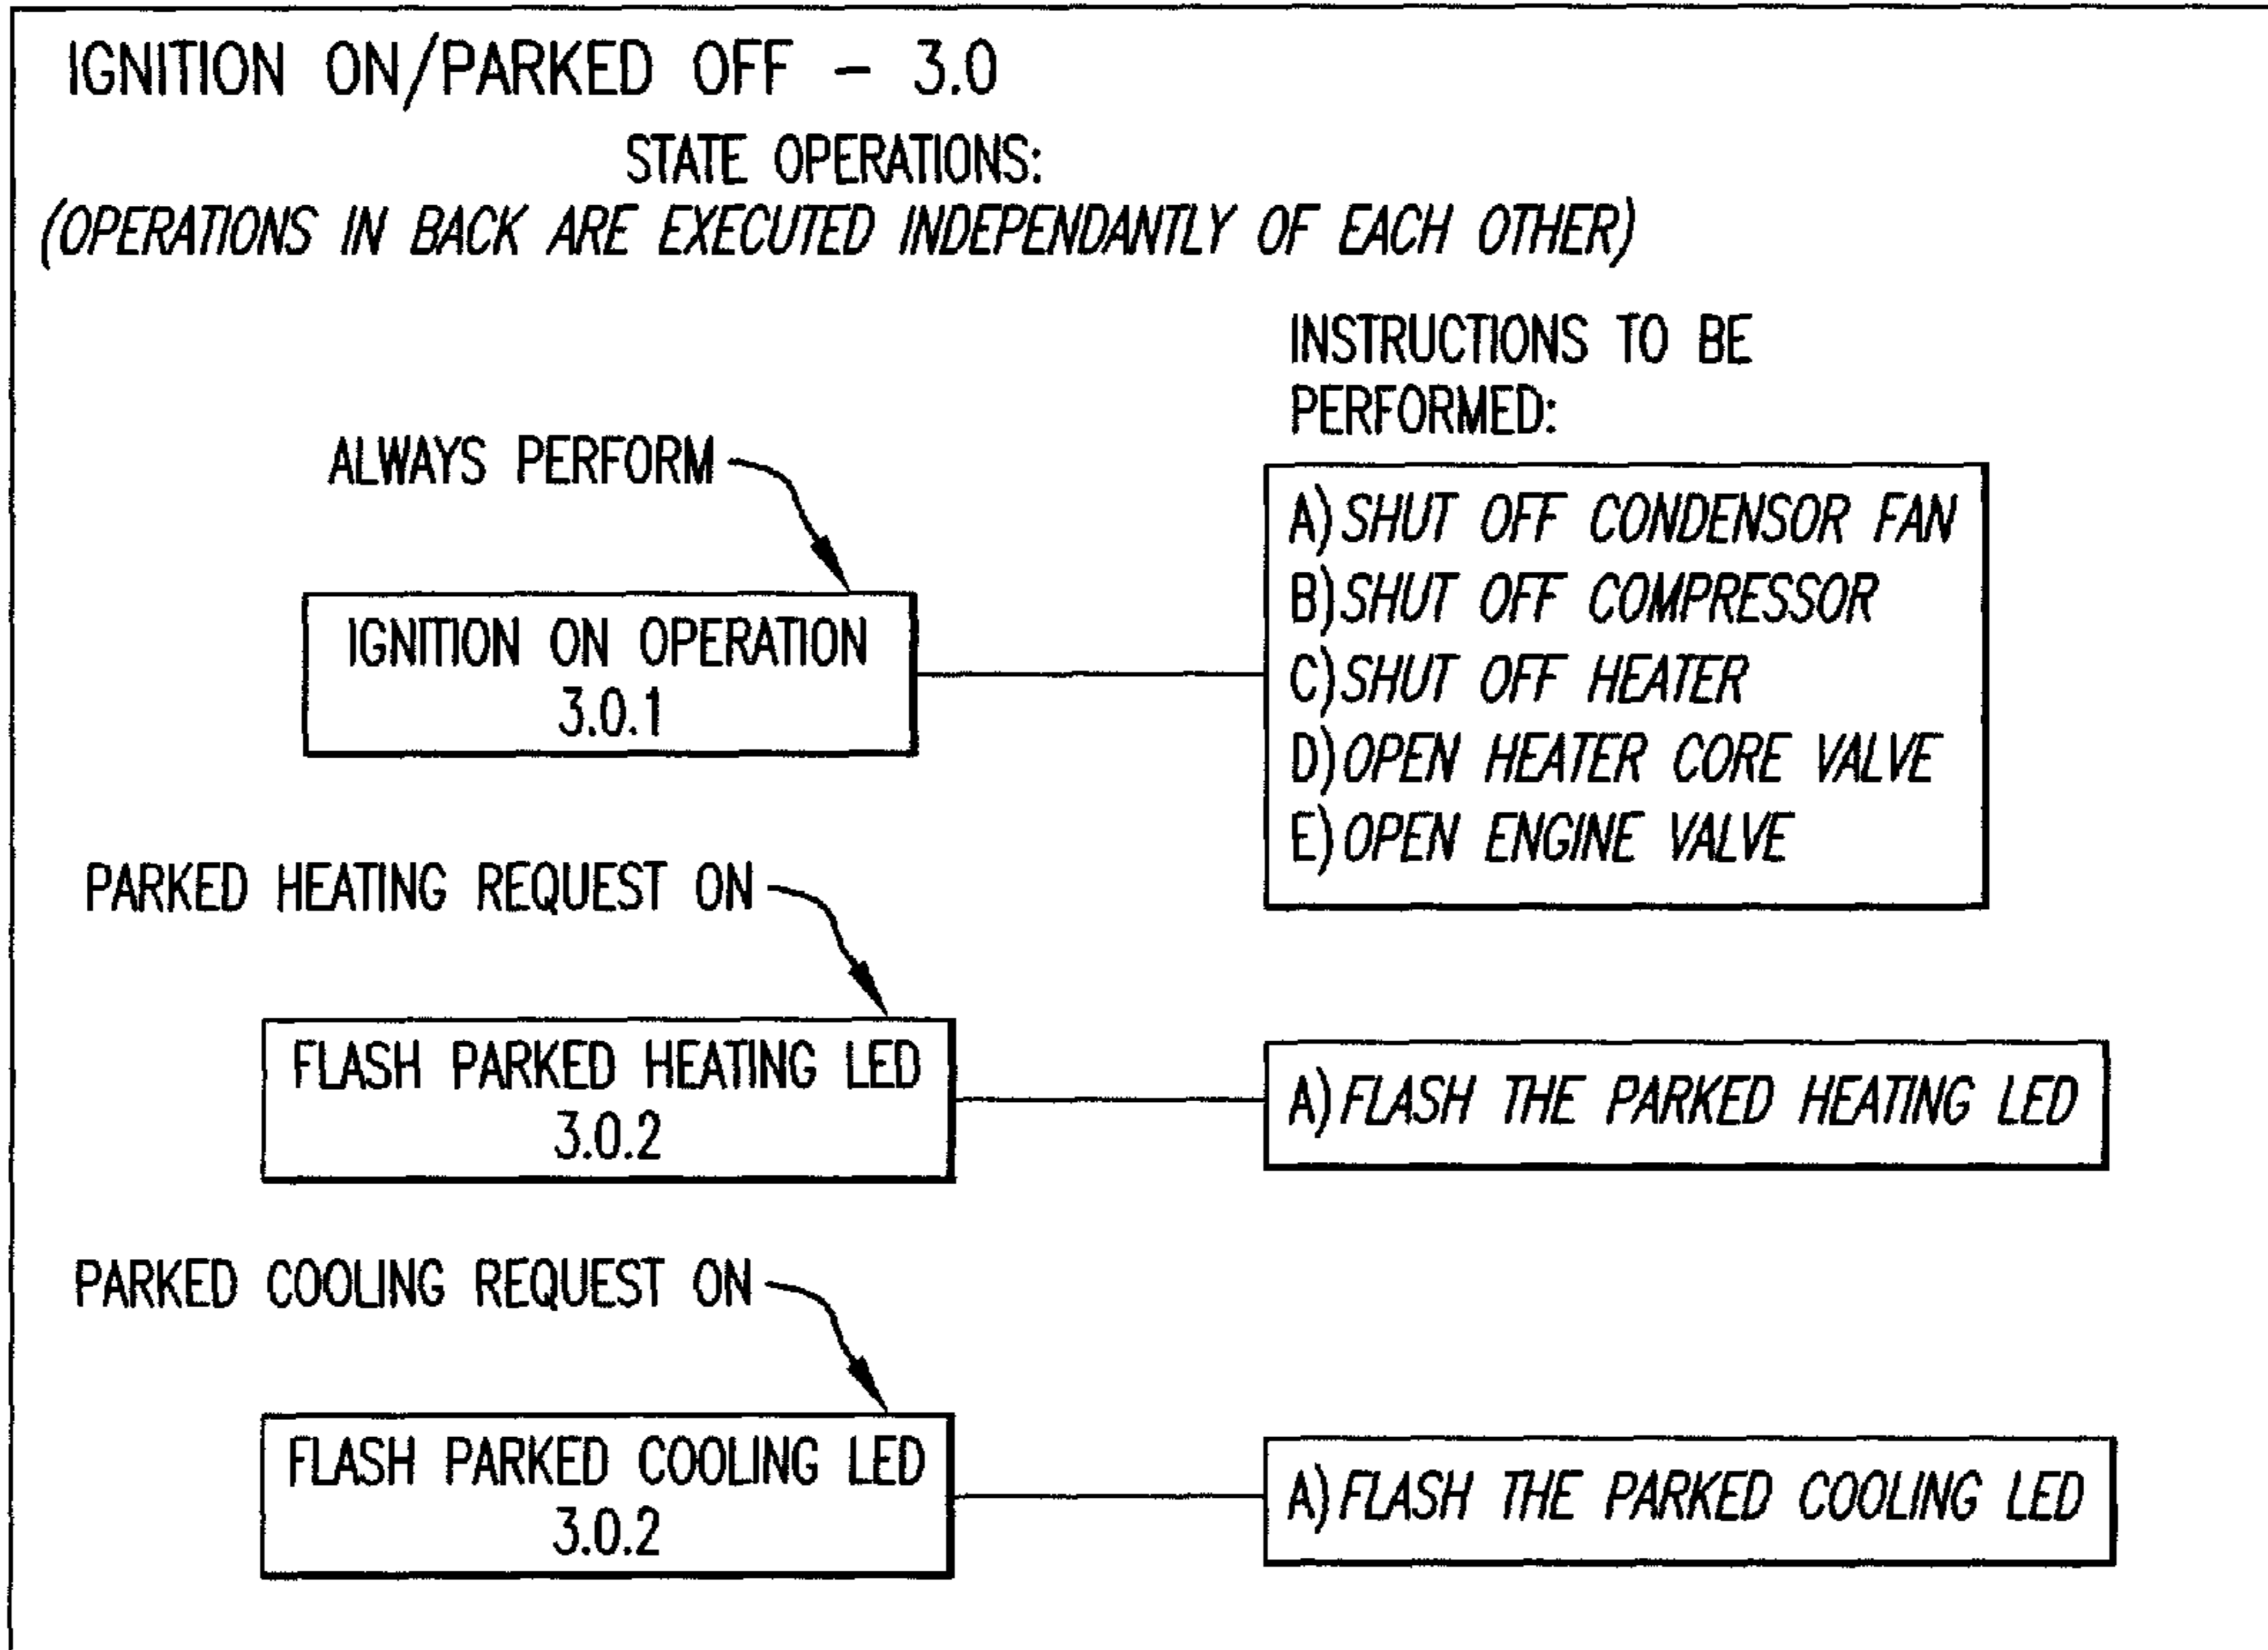 IGNITION ON/PARKED OFF - 3.0
STATE OPERATIONS:
(OPERATIONS IN BACK ARE EXECUTED INDEPENDANTLY OF EACH OTHER)
INSTRUCTIONS TO BE
PERFORMED:
ALWAYS PERFORM
IGNITION ON OPERATION
3.0.1
A) SHUT OFF CONDENSOR FAN
B) SHUT OFF COMPRESSOR
C) SHUT OFF HEATER
D) OPEN HEATER CORE VALVE
E) OPEN ENGINE VALVE
PARKED HEATING REQUEST ON
FLASH PARKED HEATING LED
3.0.2
A) FLASH THE PARKED HEATING LED
PARKED COOLING REQUEST ON
FLASH PARKED COOLING LED
3.0.2
A) FLASH THE PARKED COOLING LED